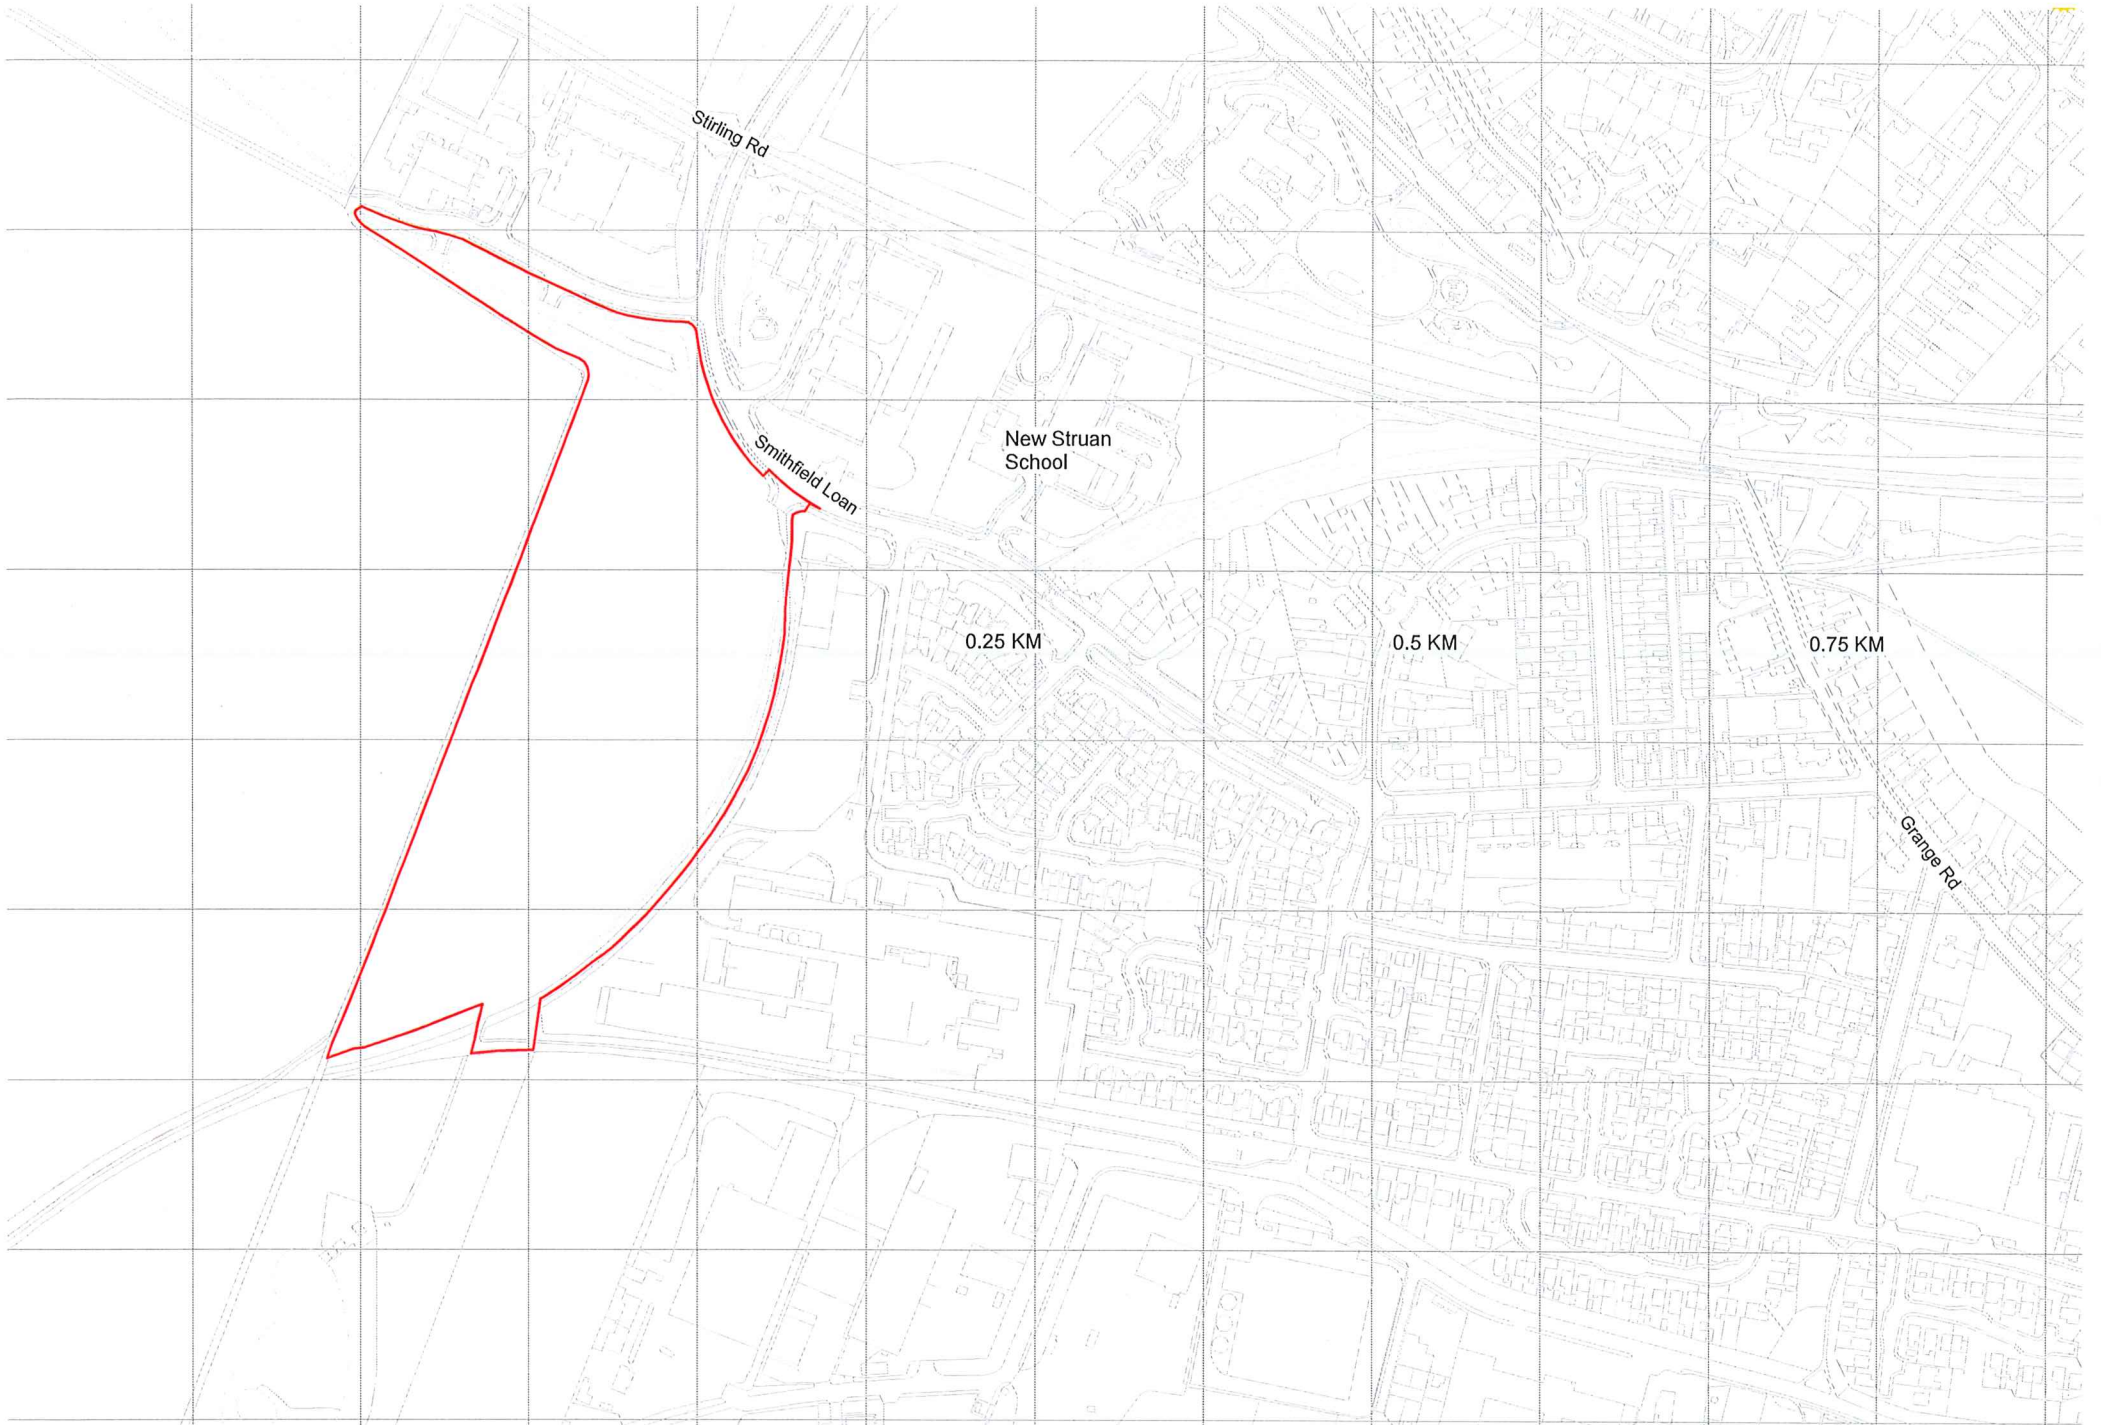 Stirling Rd
Smithfield Loan
New Struan
School
0.25 KM
0.5 KM
0.75 KM
Grange Rd